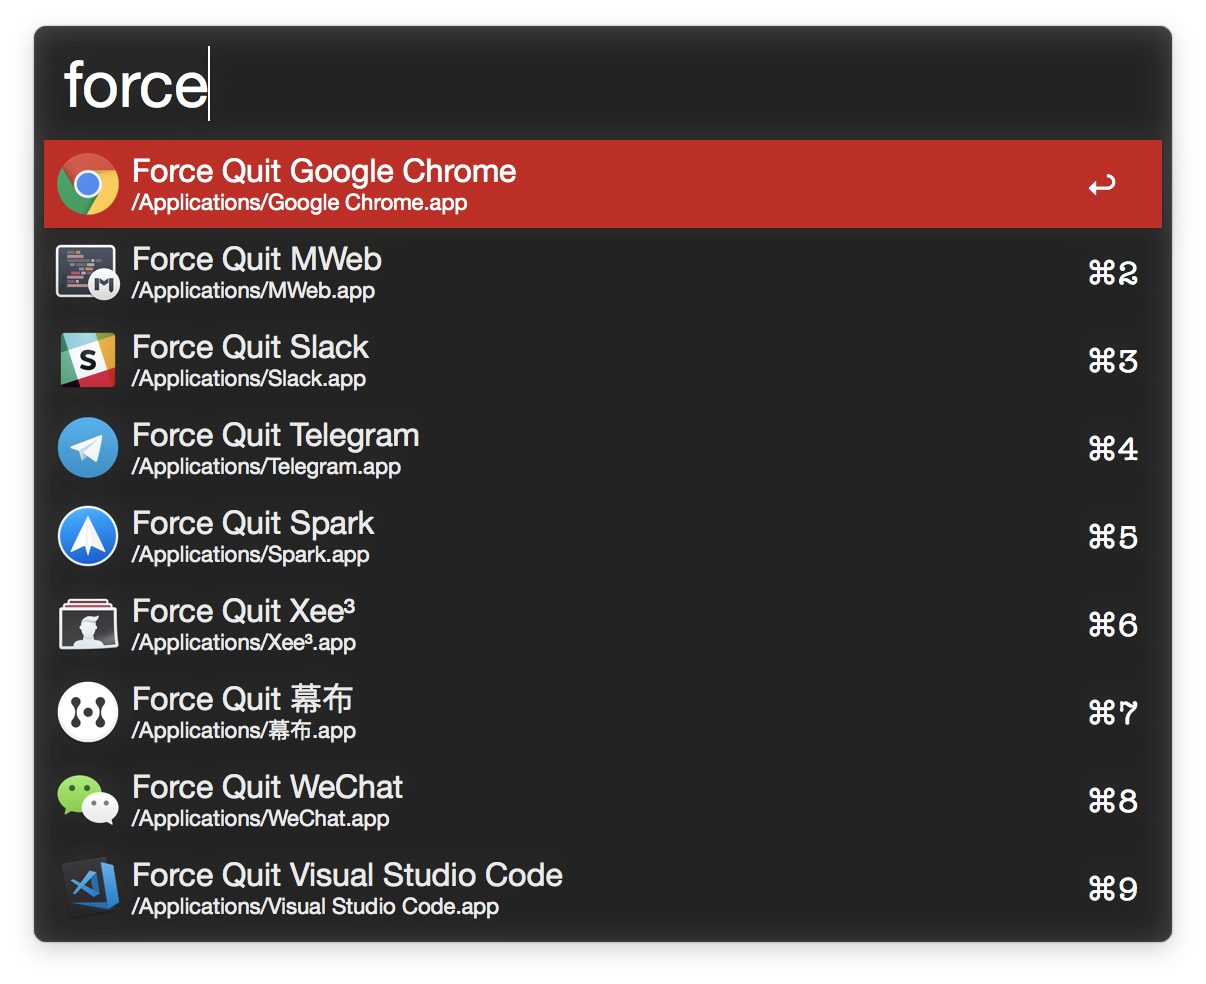 force
Force Quit Google Chrome
/Applications/Google Chrome.app
↩
Force Quit MWeb
/Applications/MWeb.app
⌘2
Force Quit Slack
/Applications/Slack.app
⌘3
Force Quit Telegram
/Applications/Telegram.app
⌘4
Force Quit Spark
/Applications/Spark.app
⌘5
Force Quit Xee³
/Applications/Xee³.app
⌘6
Force Quit 幕布
/Applications/幕布.app
⌘7
Force Quit WeChat
/Applications/WeChat.app
⌘8
Force Quit Visual Studio Code
/Applications/Visual Studio Code.app
⌘9